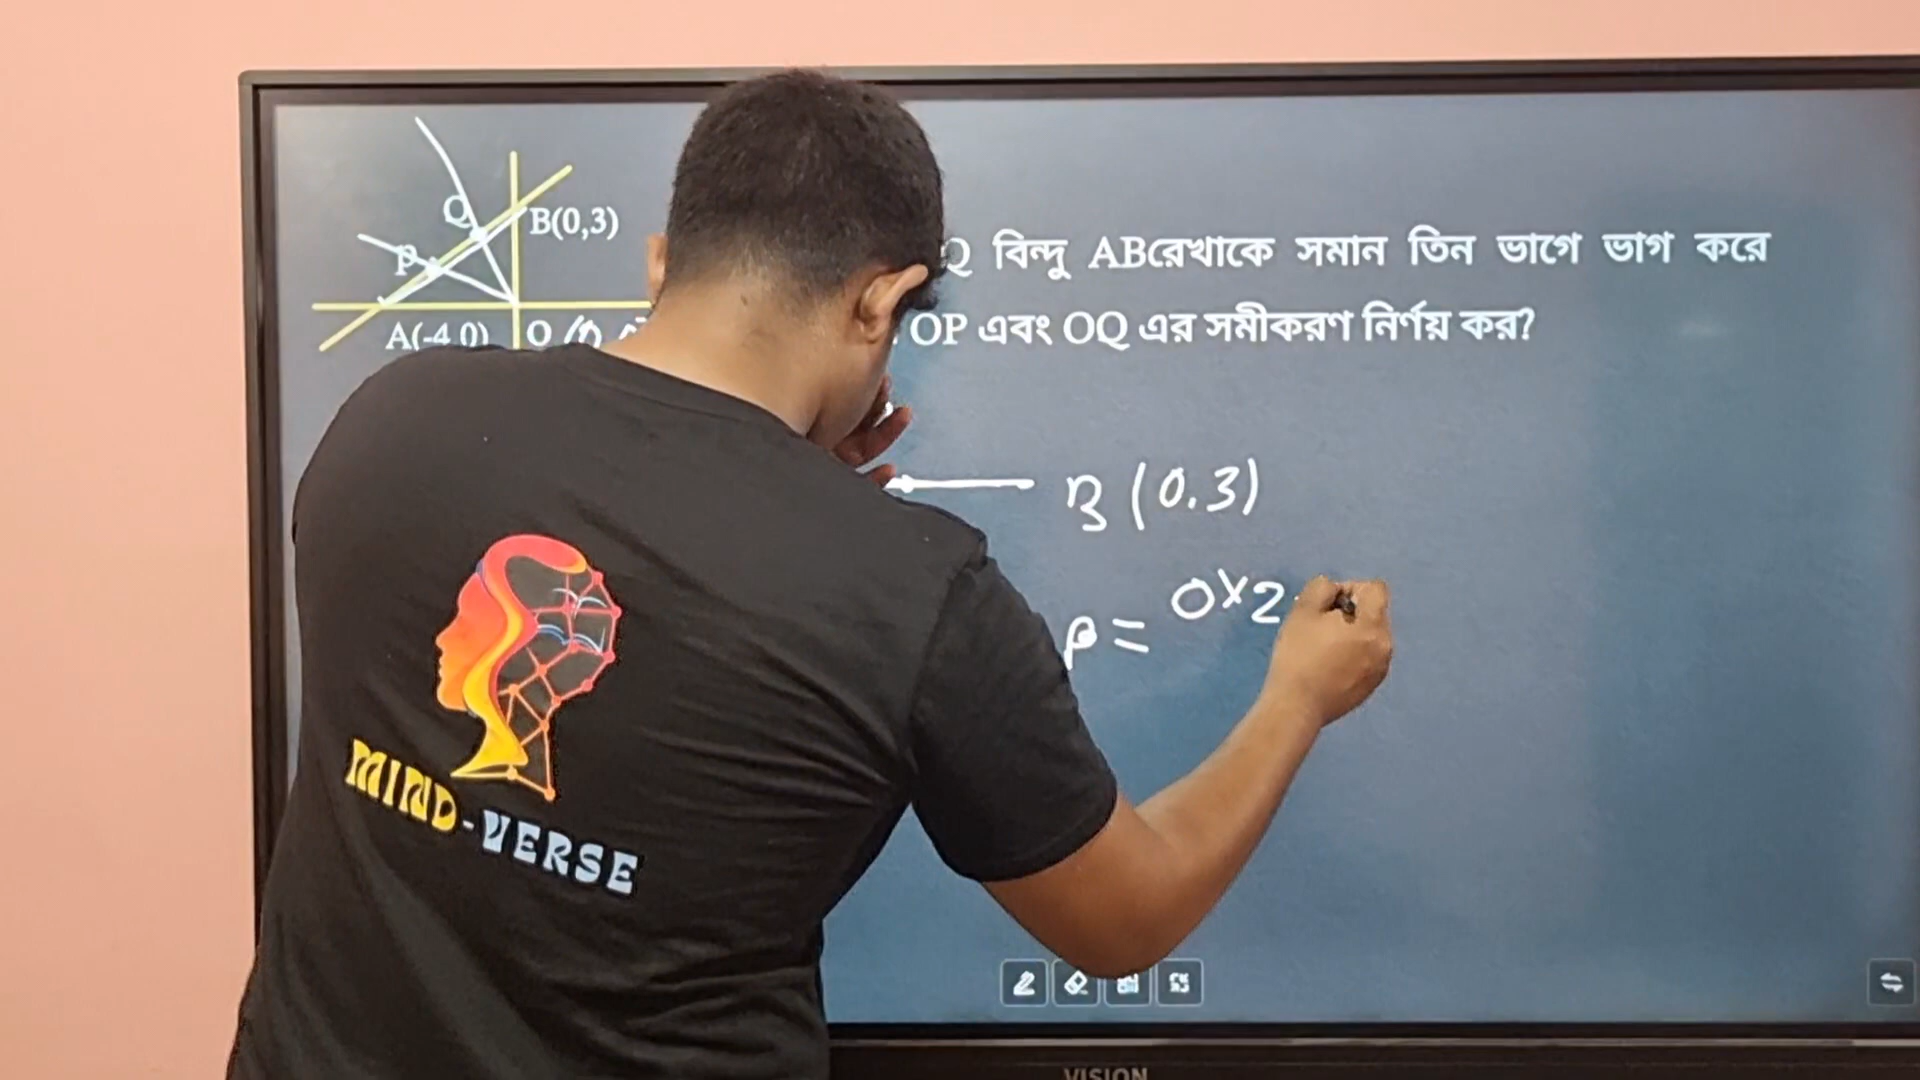 Q
B(0,3)
P
A(-4,0) O
Q বিন্দু ABরেখাকে সমান তিন ভাগে ভাগ করে
OP এবং OQ এর সমীকরণ নির্ণয় কর?
B (0.3)
P = 0×2
MIND-VERSE
VISION